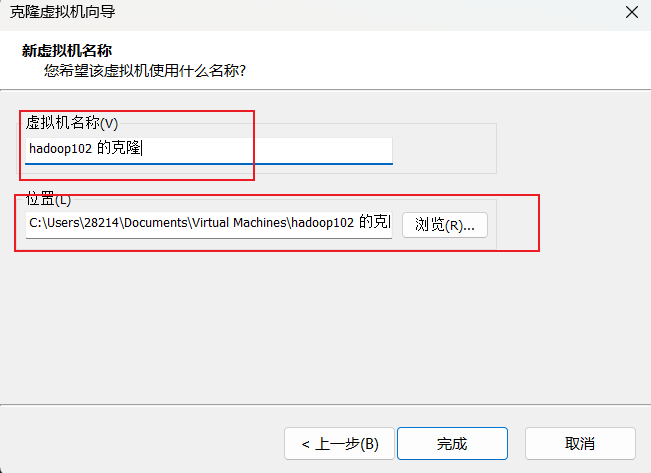 克隆虚拟机向导
新虚拟机名称
您希望该虚拟机使用什么名称?
虚拟机名称(V)
hadoop102 的克隆
位置(L)
C:\Users\28214\Documents\Virtual Machines\hadoop102 的克
浏览(R)...
< 上一步(B)
完成
取消